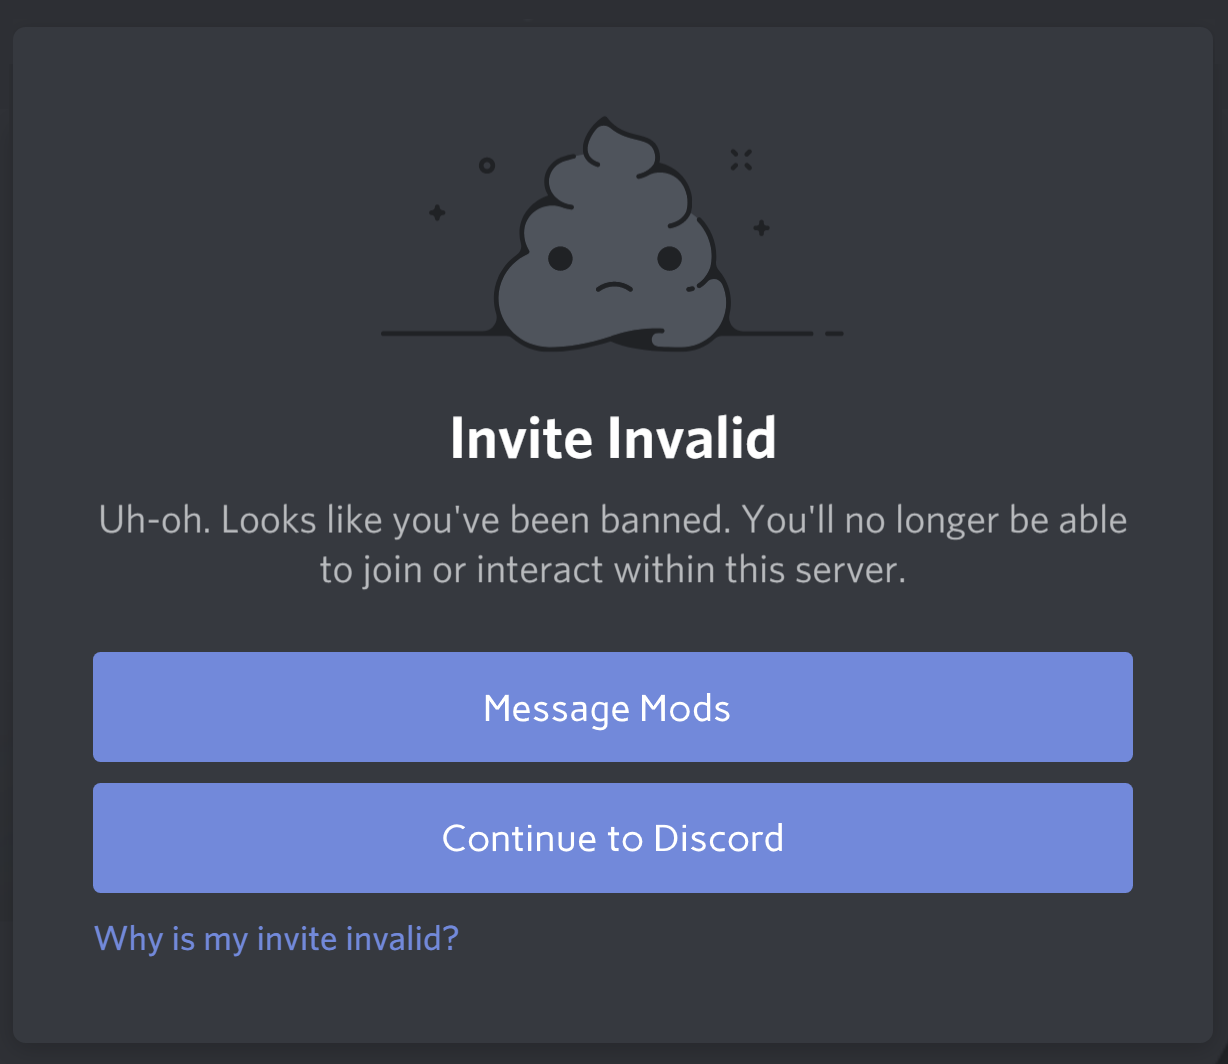 Invite Invalid
Uh-oh. Looks like you've been banned. You'll no longer be able
to join or interact within this server.
Message Mods
Continue to Discord
Why is my invite invalid?